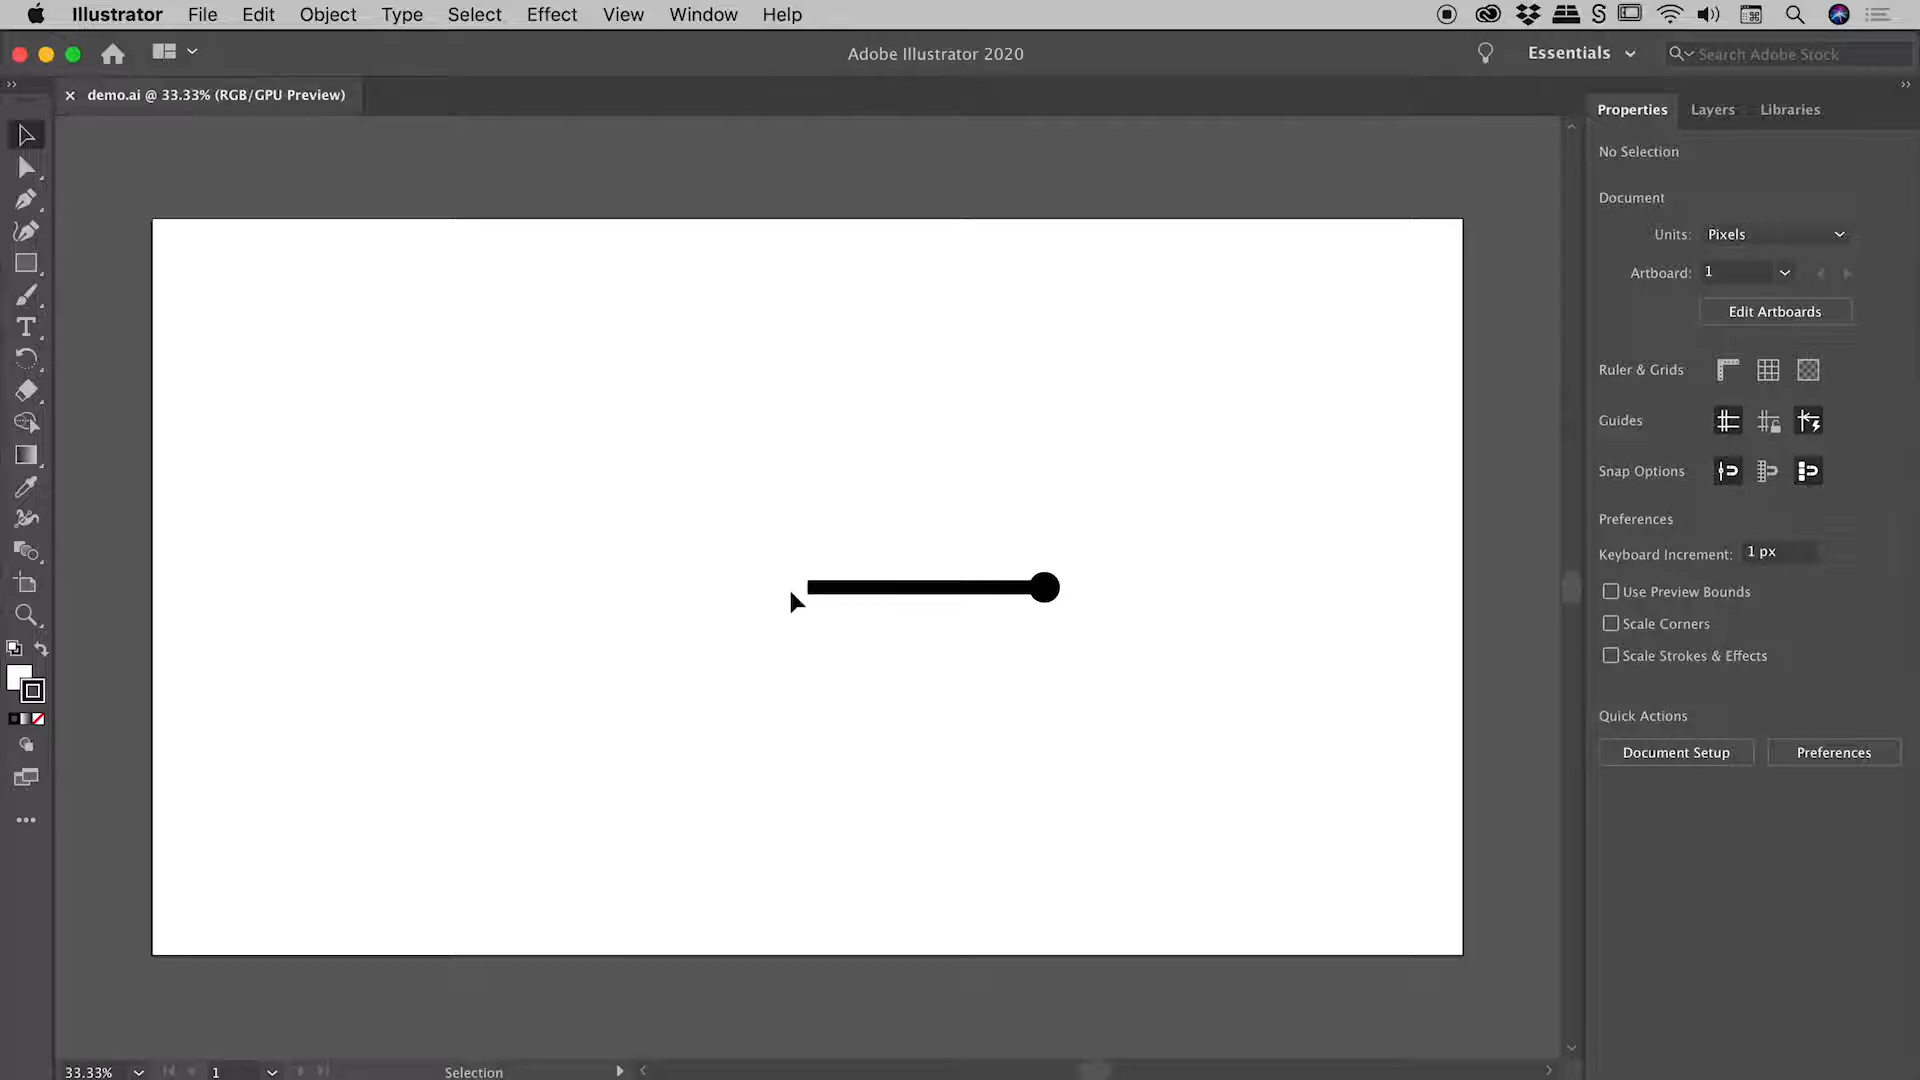 Illustrator File Edit Object Type Select Effect View Window Help
Adobe Illustrator 2020
Essentials
Search Adobe Stock
demo.ai @ 33.33% (RGB/GPU Preview)
Properties Layers Libraries
No Selection
Document
Units: Pixels
Artboard: 1
Edit Artboards
Ruler & Grids
Guides
Snap Options
Preferences
Keyboard Increment: 1 px
Use Preview Bounds
Scale Corners
Scale Strokes & Effects
Quick Actions
Document Setup Preferences
33.33% 1 Selection